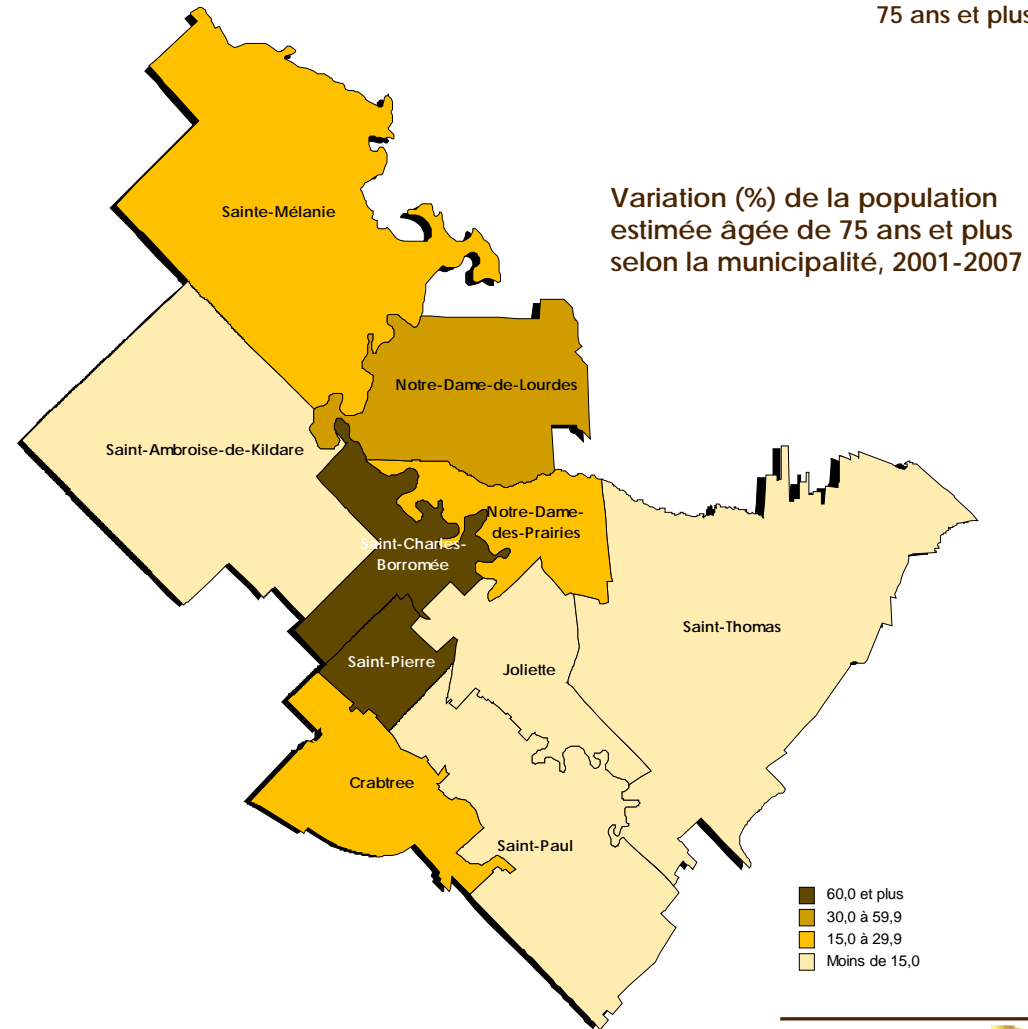 75 ans et plus
Variation (%) de la population
estimée âgée de 75 ans et plus
selon la municipalité, 2001-2007
Sainte-Mélanie
Notre-Dame-de-Lourdes
Saint-Ambroise-de-Kildare
Notre-Dame-
des-Prairies
Saint-Charles-
Borromée
Saint-Thomas
Saint-Pierre
Joliette
Crabtree
Saint-Paul
60,0 et plus
30,0 à 59,9
15,0 à 29,9
Moins de 15,0